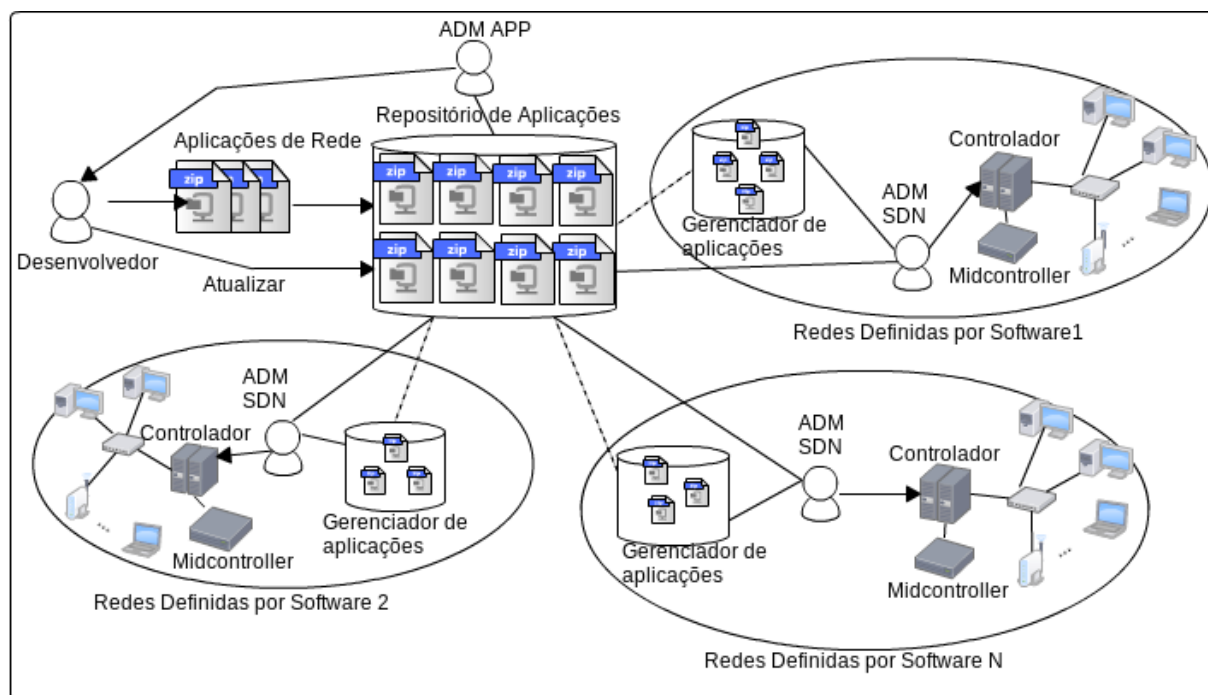 ADM APP
Repositório de Aplicações
Aplicações de Rede
zip
zip
zip
zip
zip
zip
zip
zip
zip
zip
zip
Desenvolvedor
Atualizar
Gerenciador de
aplicações
ADM
SDN
Controlador
Midcontroller
...
Redes Definidas por Software1
ADM
SDN
Controlador
Gerenciador de
aplicações
Midcontroller
...
Redes Definidas por Software 2
ADM
SDN
Controlador
Gerenciador de
aplicações
Midcontroller
...
Redes Definidas por Software N